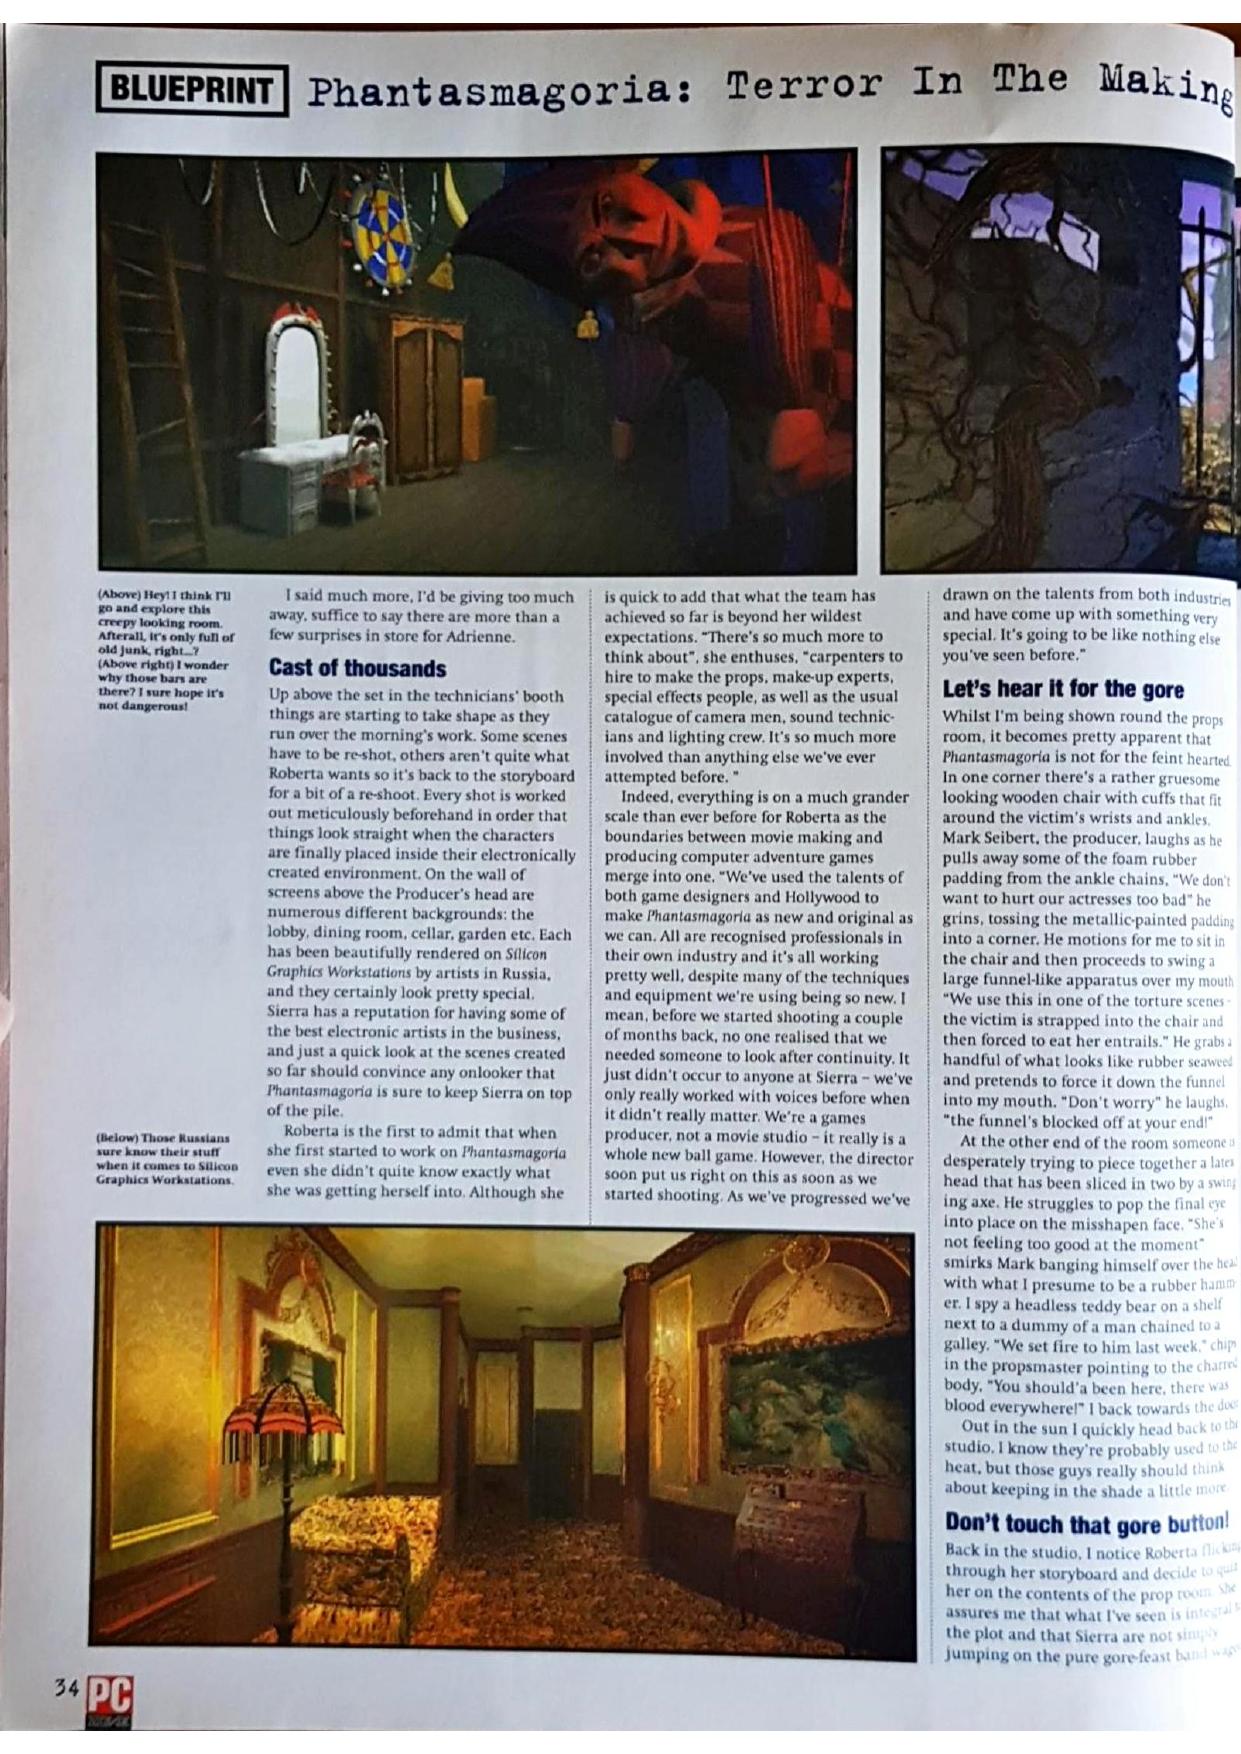 BLUEPRINT Phantasmagoria: Terror In The Making
(Above) Hey! I think I'll
go and explore this
creepy looking room.
Afterall, it's only full of
old junk, right...?
(Above right) I wonder
why those bars are
there? I sure hope it's
not dangerous!
I said much more, I'd be giving too much
away, suffice to say there are more than a
few surprises in store for Adrienne.
Cast of thousands
Up above the set in the technicians' booth
things are starting to take shape as they
run over the morning's work. Some scenes
have to be re-shot, others aren't quite what
Roberta wants so it's back to the storyboard
for a bit of a re-shoot. Every shot is worked
out meticulously beforehand in order that
things look straight when the characters
are finally placed inside their electronically
created environment. On the wall of
screens above the Producer's head are
numerous different backgrounds: the
lobby, dining room, cellar, garden etc. Each
has been beautifully rendered on Silicon
Graphics Workstations by artists in Russia,
and they certainly look pretty special.
Sierra has a reputation for having some of
the best electronic artists in the business,
and just a quick look at the scenes created
so far should convince any onlooker that
Phantasmagoria is sure to keep Sierra on top
of the pile.
Roberta is the first to admit that when
she first started to work on Phantasmagoria
even she didn't quite know exactly what
she was getting herself into. Although she
(Below) Those Russians
sure know their stuff
when it comes to Silicon
Graphics Workstations.
is quick to add that what the team has
achieved so far is beyond her wildest
expectations. "There's so much more to
think about", she enthuses, "carpenters to
hire to make the props, make-up experts,
special effects people, as well as the usual
catalogue of camera men, sound technic-
ians and lighting crew. It's so much more
involved than anything else we've ever
attempted before. "
Indeed, everything is on a much grander
scale than ever before for Roberta as the
boundaries between movie making and
producing computer adventure games
merge into one. "We've used the talents of
both game designers and Hollywood to
make Phantasmagoria as new and original as
we can. All are recognised professionals in
their own industry and it's all working
pretty well, despite many of the techniques
and equipment we're using being so new. I
mean, before we started shooting a couple
of months back, no one realised that we
needed someone to look after continuity. It
just didn't occur to anyone at Sierra – we've
only really worked with voices before when
it didn't really matter. We're a games
producer, not a movie studio – it really is a
whole new ball game. However, the director
soon put us right on this as soon as we
started shooting. As we've progressed we've
drawn on the talents from both industries
and have come up with something very
special. It's going to be like nothing else
you've seen before."
Let's hear it for the gore
Whilst I'm being shown round the props
room, it becomes pretty apparent that
Phantasmagoria is not for the feint hearted.
In one corner there's a rather gruesome
looking wooden chair with cuffs that fit
around the victim's wrists and ankles.
Mark Seibert, the producer, laughs as he
pulls away some of the foam rubber
padding from the ankle chains, "We don't
want to hurt our actresses too bad" he
grins, tossing the metallic-painted padding
into a corner. He motions for me to sit in
the chair and then proceeds to swing a
large funnel-like apparatus over my mouth
"We use this in one of the torture scenes -
the victim is strapped into the chair and
then forced to eat her entrails." He grabs a
handful of what looks like rubber seaweed
and pretends to force it down the funnel
into my mouth. "Don't worry" he laughs,
"the funnel's blocked off at your end!"
At the other end of the room someone is
desperately trying to piece together a latex
head that has been sliced in two by a swing
ing axe. He struggles to pop the final eye
into place on the misshapen face. "She's
not feeling too good at the moment"
smirks Mark banging himself over the head
with what I presume to be a rubber hamm-
er. I spy a headless teddy bear on a shelf
next to a dummy of a man chained to a
galley. "We set fire to him last week," chips
in the propsmaster pointing to the charred
body, "You should'a been here, there was
blood everywhere!" I back towards the door
Out in the sun I quickly head back to the
studio. I know they're probably used to the
heat, but those guys really should think
about keeping in the shade a little more.
Don't touch that gore button!
Back in the studio, I notice Roberta flicking
through her storyboard and decide to quiz
her on the contents of the prop room. She
assures me that what I've seen is integral
the plot and that Sierra are not simply
jumping on the pure gore-feast band
34 PC